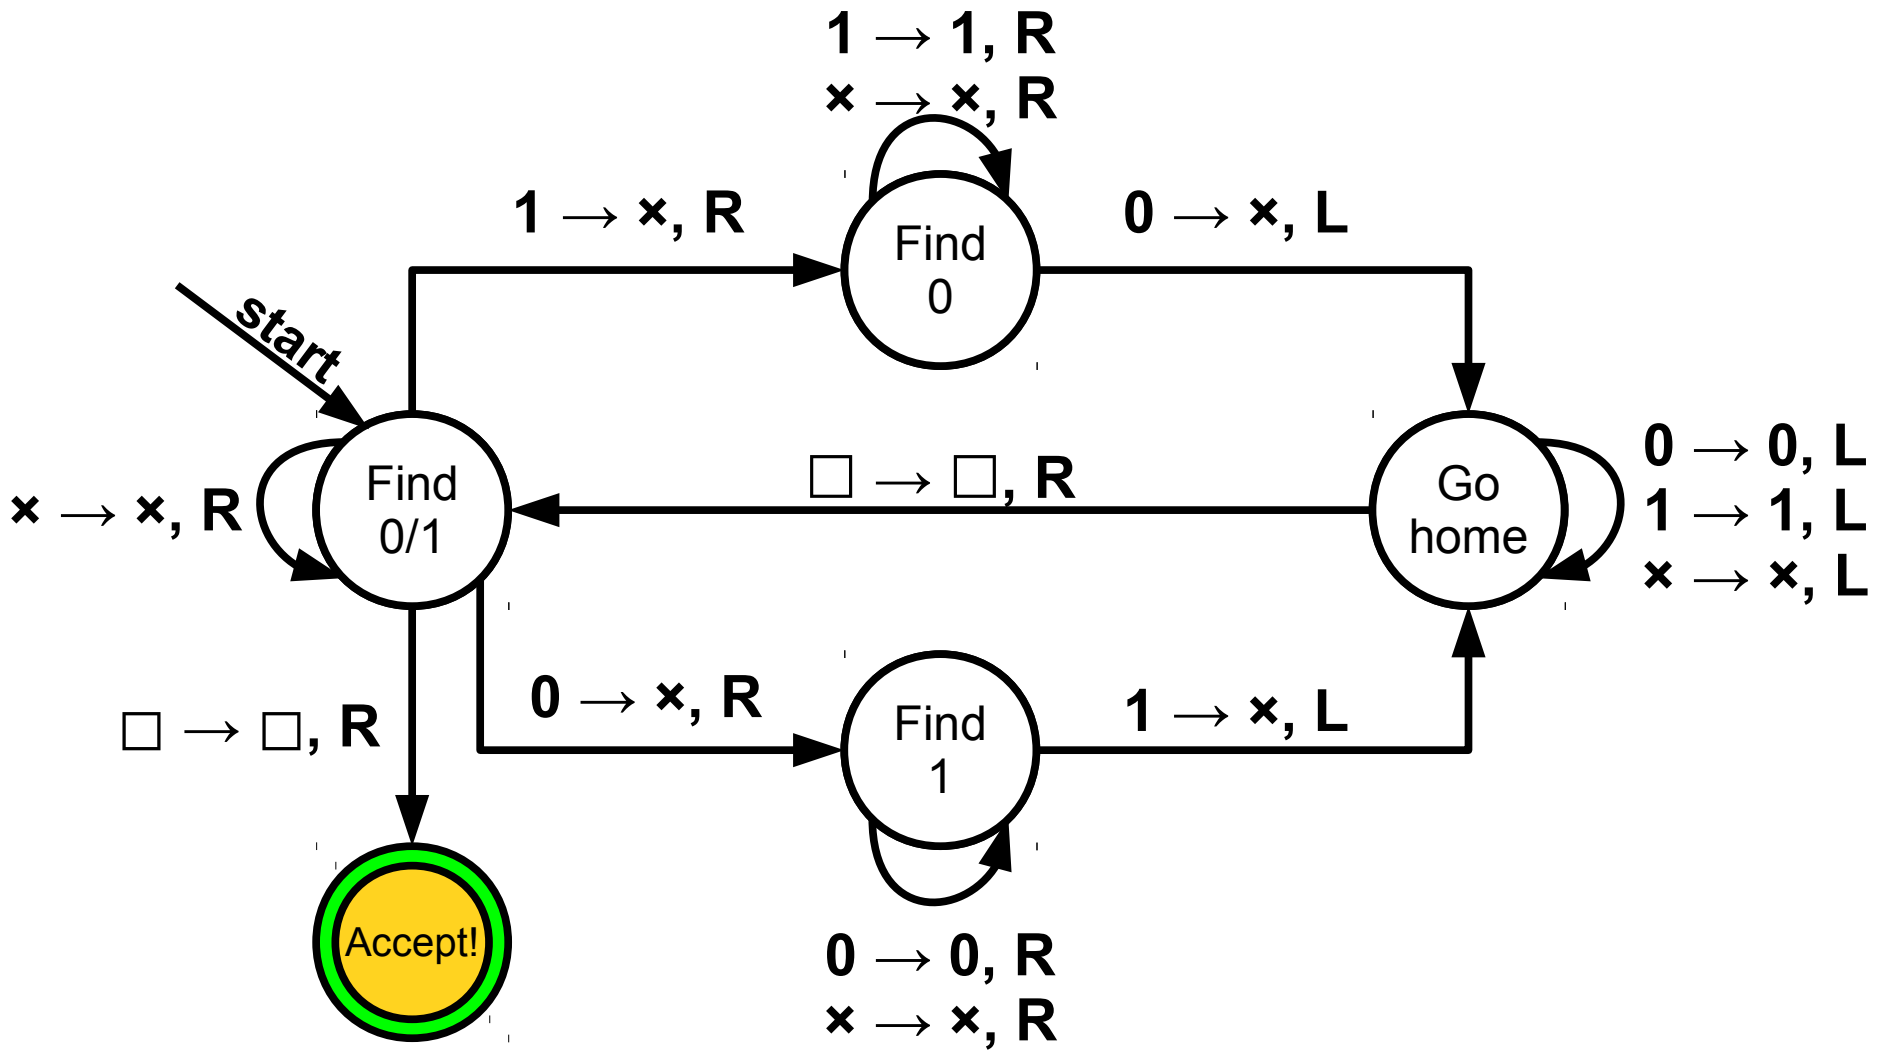 1 → 1, R
× → ×, R
1 → ×, R
Find
0
0 → ×, L
start
Find
0/1
× → ×, R
□ → □, R
Go
home
0 → 0, L
1 → 1, L
× → ×, L
□ → □, R
0 → ×, R
Find
1
1 → ×, L
Accept!
0 → 0, R
× → ×, R